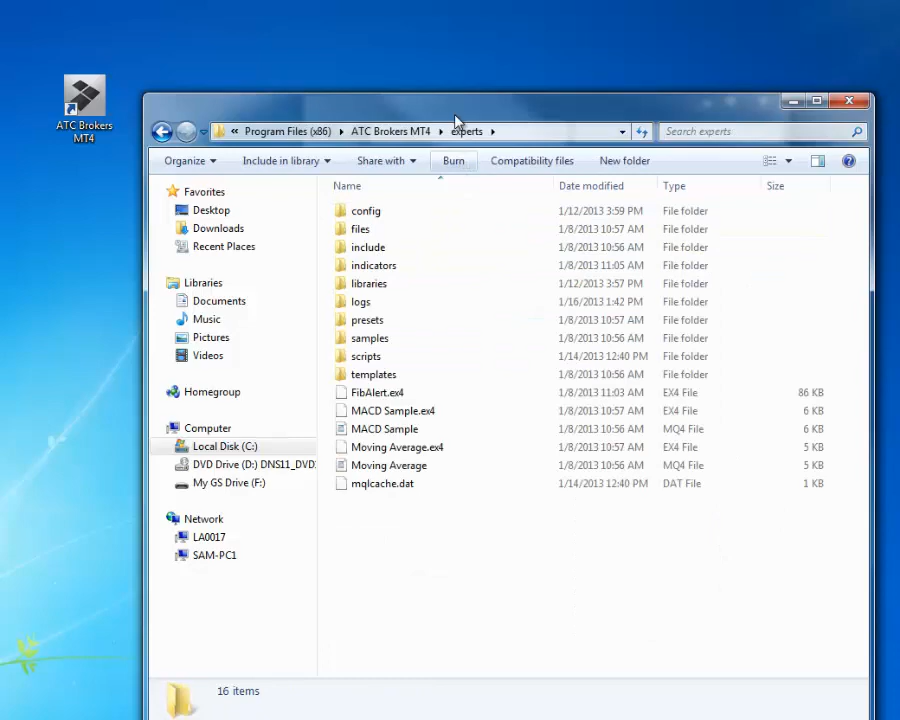 ATC Brokers
MT4
« Program Files (x86) ATC Brokers MT4 experts
Search experts
Organize Include in library Share with Burn Compatibility files New folder
Name Date modified Type Size
Favorites
Desktop
Downloads
Recent Places
Libraries
Documents
Music
Pictures
Videos
Homegroup
Computer
Local Disk (C:)
DVD Drive (D:) DNS11_DVD
My GS Drive (F:)
Network
LA0017
SAM-PC1
config 1/12/2013 3:59 PM File folder
files 1/8/2013 10:57 AM File folder
include 1/8/2013 10:56 AM File folder
indicators 1/8/2013 11:05 AM File folder
libraries 1/12/2013 3:57 PM File folder
logs 1/16/2013 1:42 PM File folder
presets 1/8/2013 10:57 AM File folder
samples 1/8/2013 10:56 AM File folder
scripts 1/14/2013 12:40 PM File folder
templates 1/8/2013 10:56 AM File folder
FibAlert.ex4 1/8/2013 11:03 AM EX4 File 86 KB
MACD Sample.ex4 1/8/2013 10:57 AM EX4 File 6 KB
MACD Sample 1/8/2013 10:56 AM MQ4 File 6 KB
Moving Average.ex4 1/8/2013 10:57 AM EX4 File 5 KB
Moving Average 1/8/2013 10:56 AM MQ4 File 5 KB
mqlcache.dat 1/14/2013 12:40 PM DAT File 1 KB
16 items